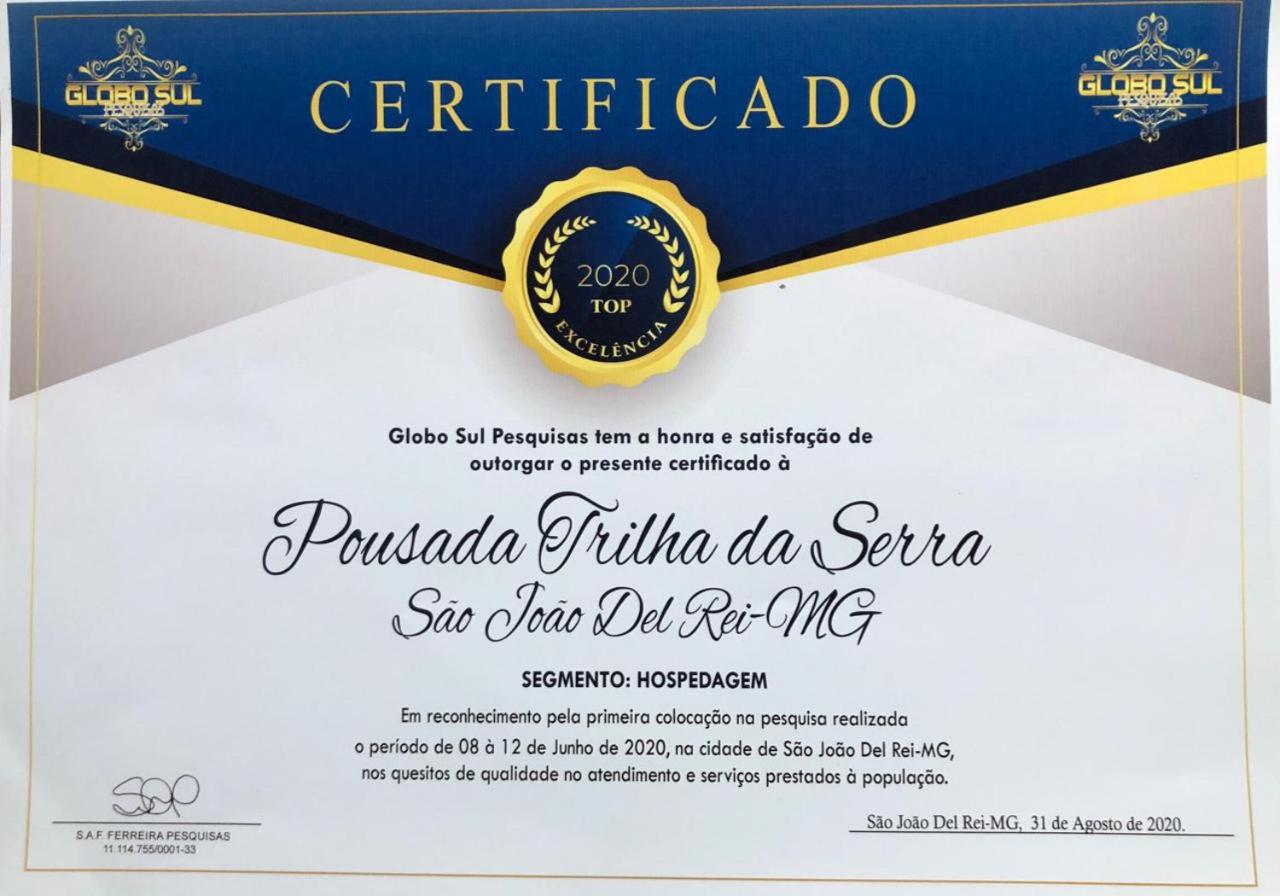 GLOBO SUL
PESQUISAS
CERTIFICADO
GLOBO SUL
PESQUISAS
2020
TOP
EXCELÊNCIA
Globo Sul Pesquisas tem a honra e satisfação de
outorgar o presente certificado à
Pousada Trilha da Serra
São João Del Rei-MG
SEGMENTO: HOSPEDAGEM
Em reconhecimento pela primeira colocação na pesquisa realizada
o período de 08 à 12 de Junho de 2020, na cidade de São João Del Rei-MG,
nos quesitos de qualidade no atendimento e serviços prestados à população.
S.A.F. FERREIRA PESQUISAS
11.114.755/0001-33
São João Del Rei-MG, 31 de Agosto de 2020.